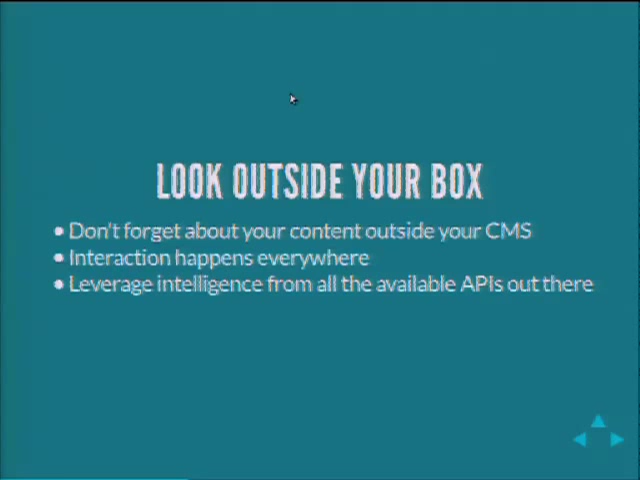 LOOK OUTSIDE YOUR BOX
• Don't forget about your content outside your CMS
• Interaction happens everywhere
• Leverage intelligence from all the available APIs out there